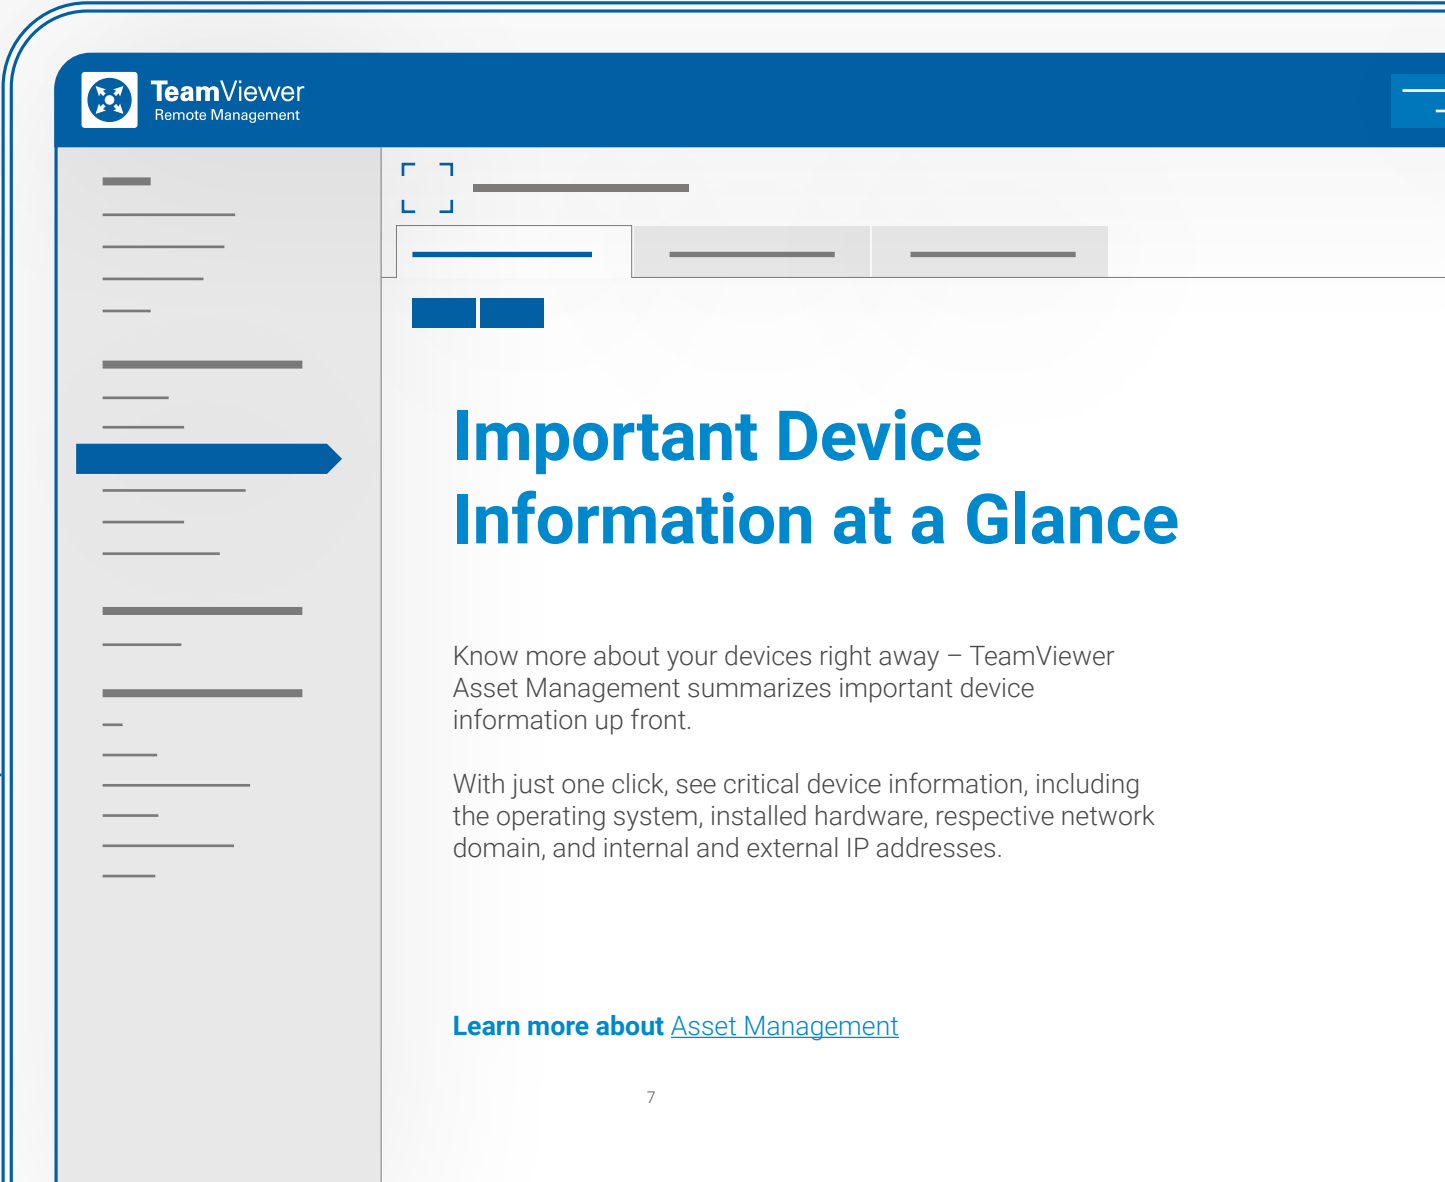 TeamViewer
Remote Management
Important Device
Information at a Glance
Know more about your devices right away – TeamViewer
Asset Management summarizes important device
information up front.
With just one click, see critical device information, including
the operating system, installed hardware, respective network
domain, and internal and external IP addresses.
Learn more about Asset Management
7